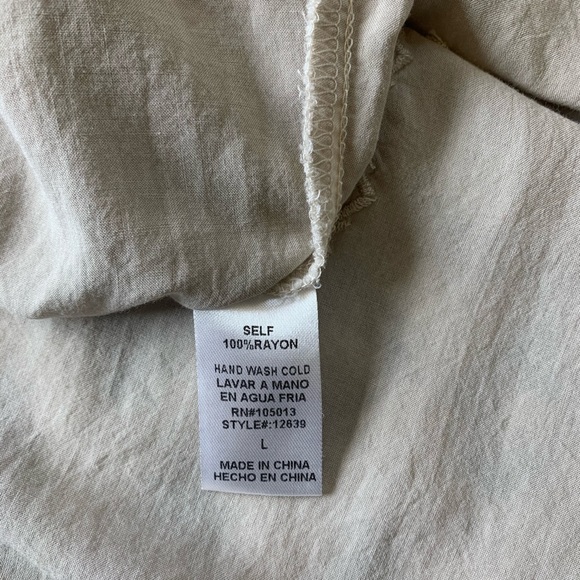 SELF
100%RAYON
HAND WASH COLD
LAVAR A MANO
EN AGUA FRIA
RN#105013
STYLE#:12639
L
MADE IN CHINA
HECHO EN CHINA